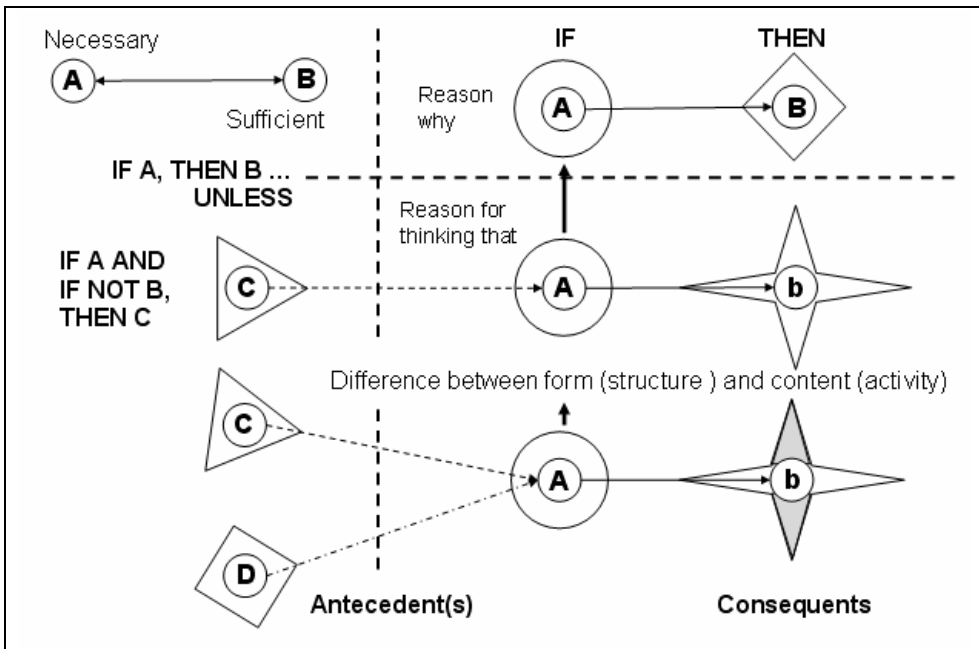 Necessary
A
B
Sufficient
IF
THEN
Reason
why
A
B
IF A, THEN B ...
UNLESS
Reason for
thinking that
IF A AND
IF NOT B,
THEN C
C
A
b
Difference between form (structure ) and content (activity)
C
A
b
D
Antecedent(s)
Consequents